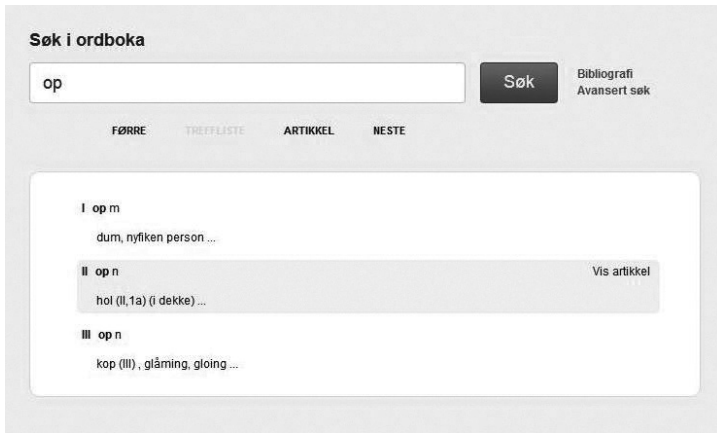 Søk i ordboka
op
Søk
Bibliografi
Avansert søk
FØRRE TREFFLISTE ARTIKKEL NESTE
I op m
dum, nyfiken person ...
II op n Vis artikkel
hol (II,1a) (i dekke) ...
III op n
kop (III) , glåming, gloing ...